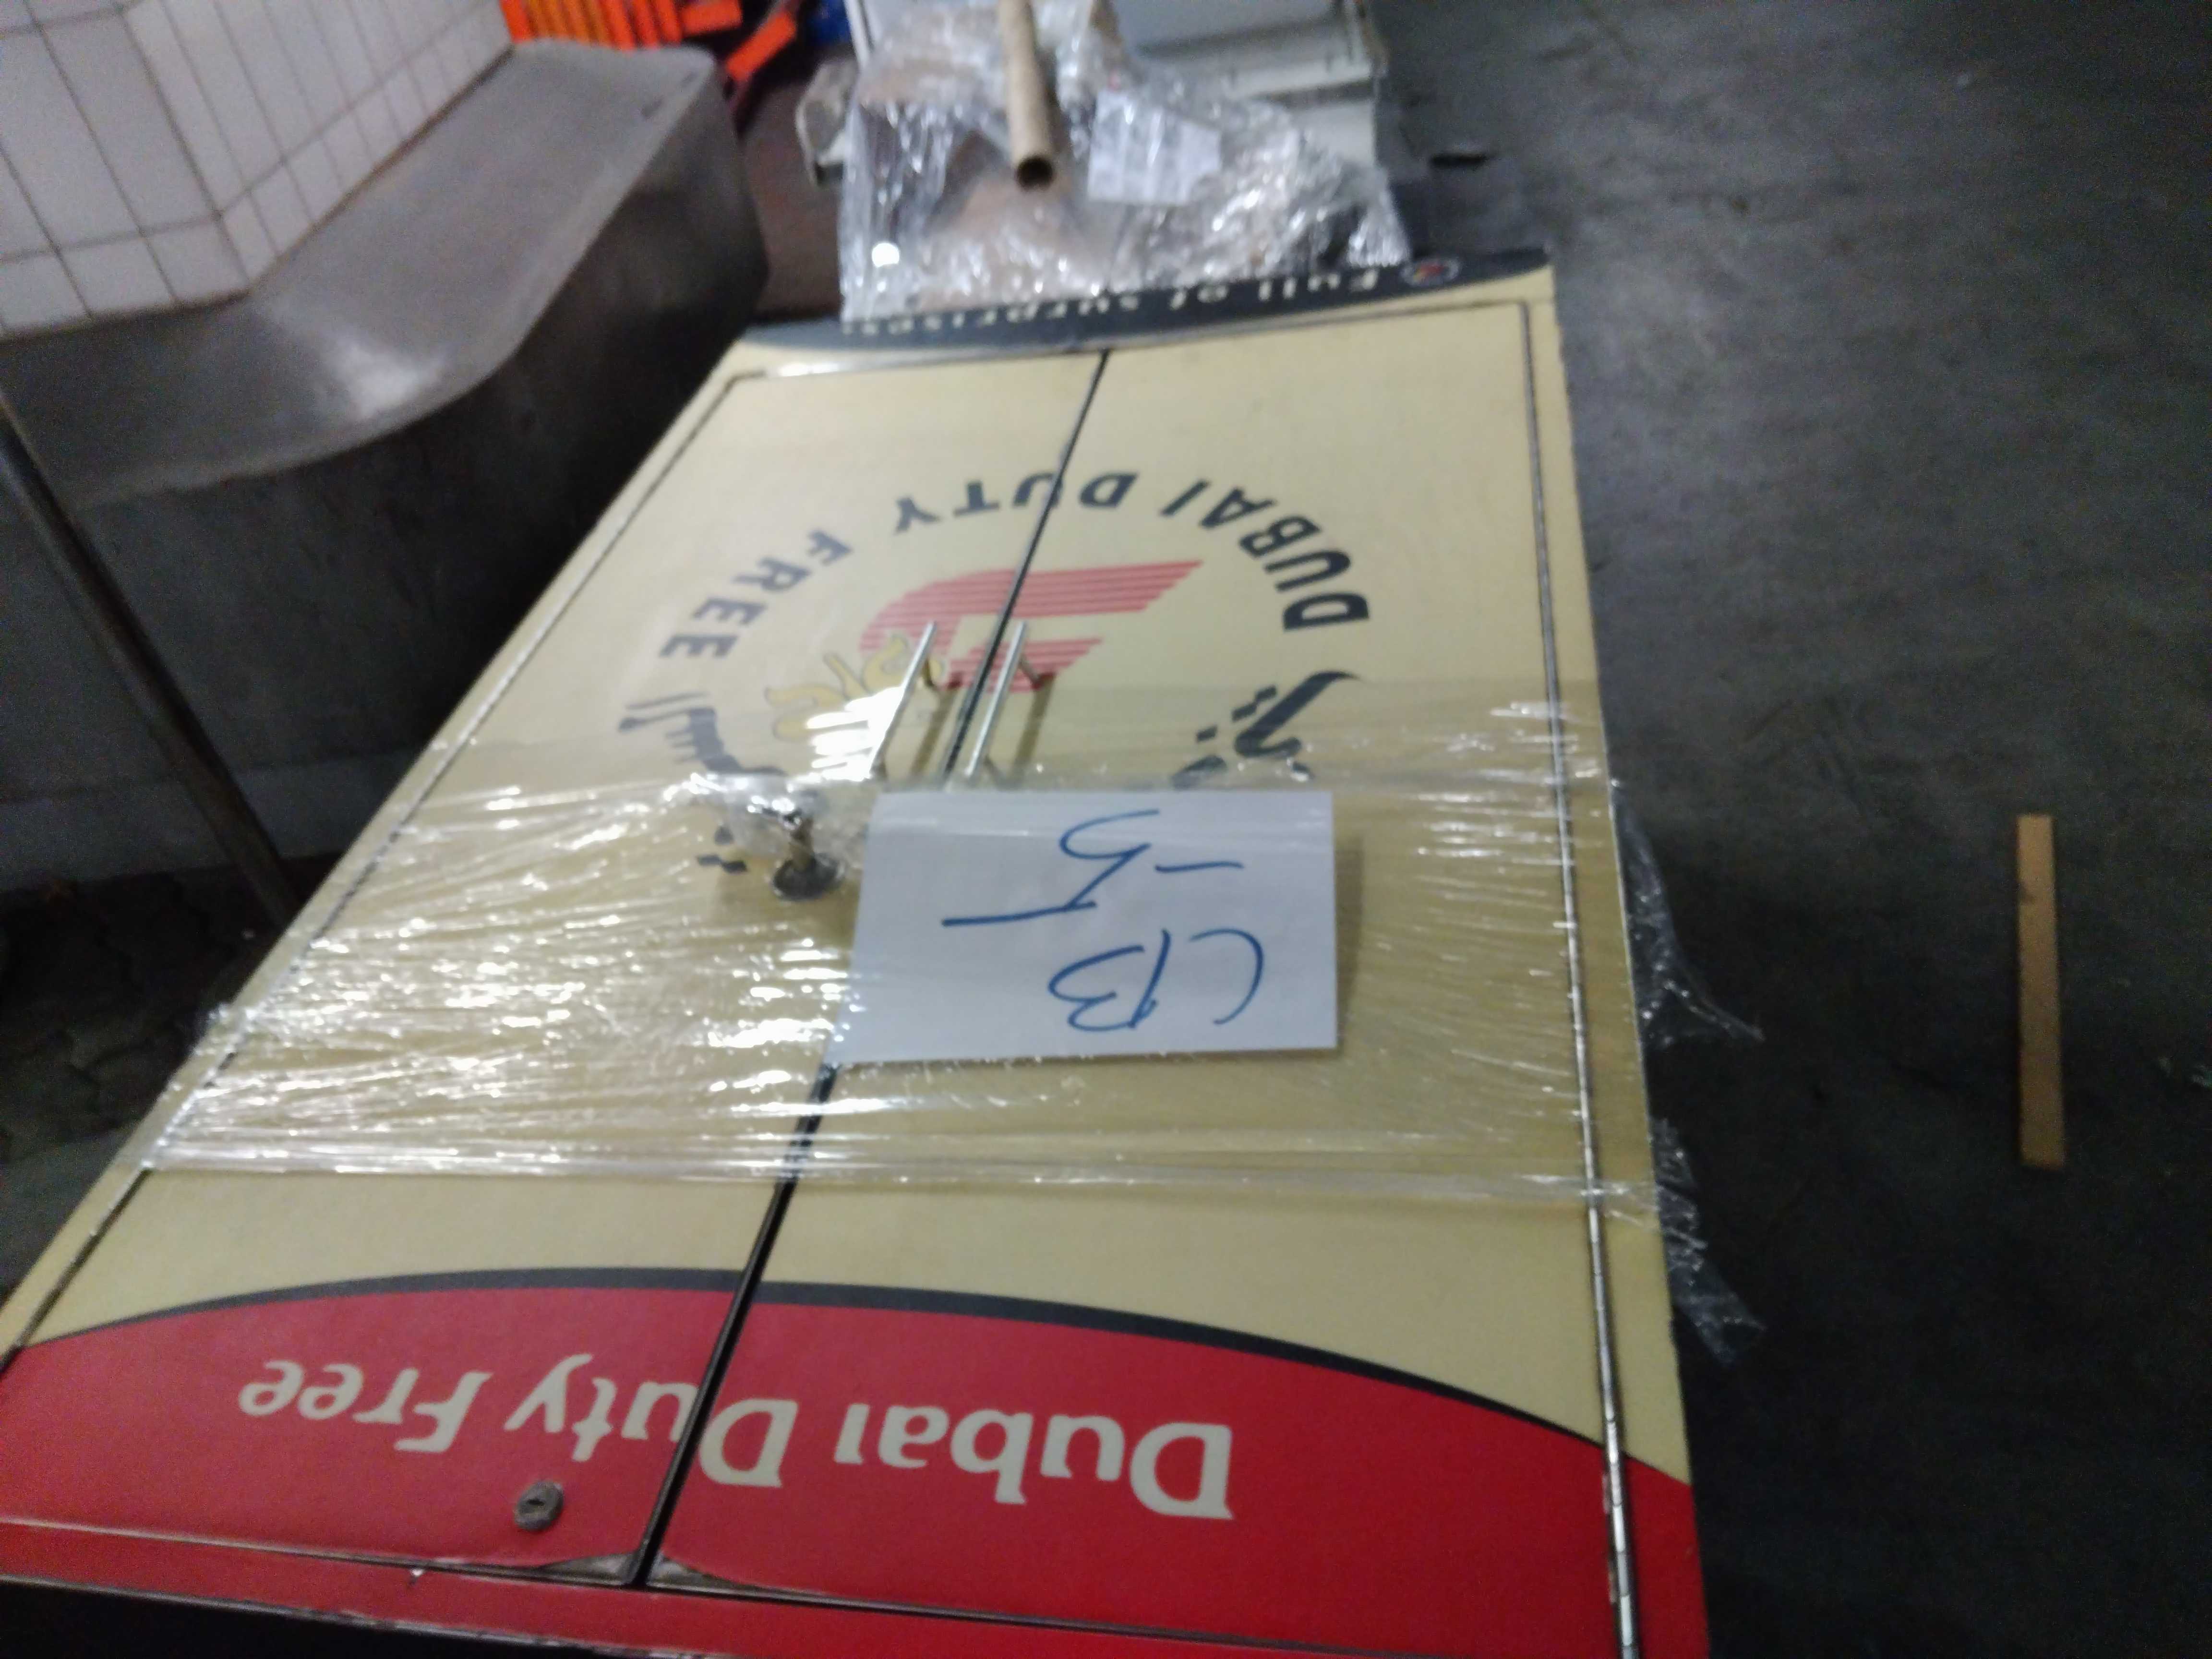 Dubai Duty Free
CB
-5
DUBAI DUTY FREE
Full of surprises